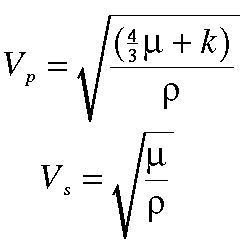 V_p = √((4/3 μ + k) / ρ)
V_s = √(μ / ρ)